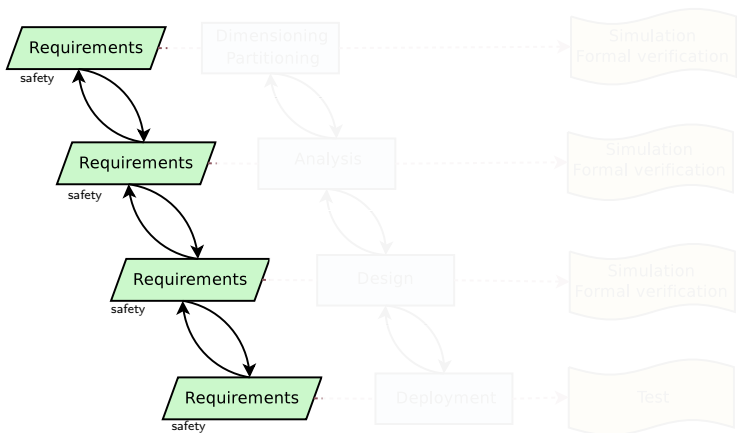 Requirements
safety
Dimensioning
Partitioning
Simulation
Formal verification
Requirements
safety
Analysis
Simulation
Formal verification
Requirements
safety
Design
Simulation
Formal verification
Requirements
safety
Deployment
Test